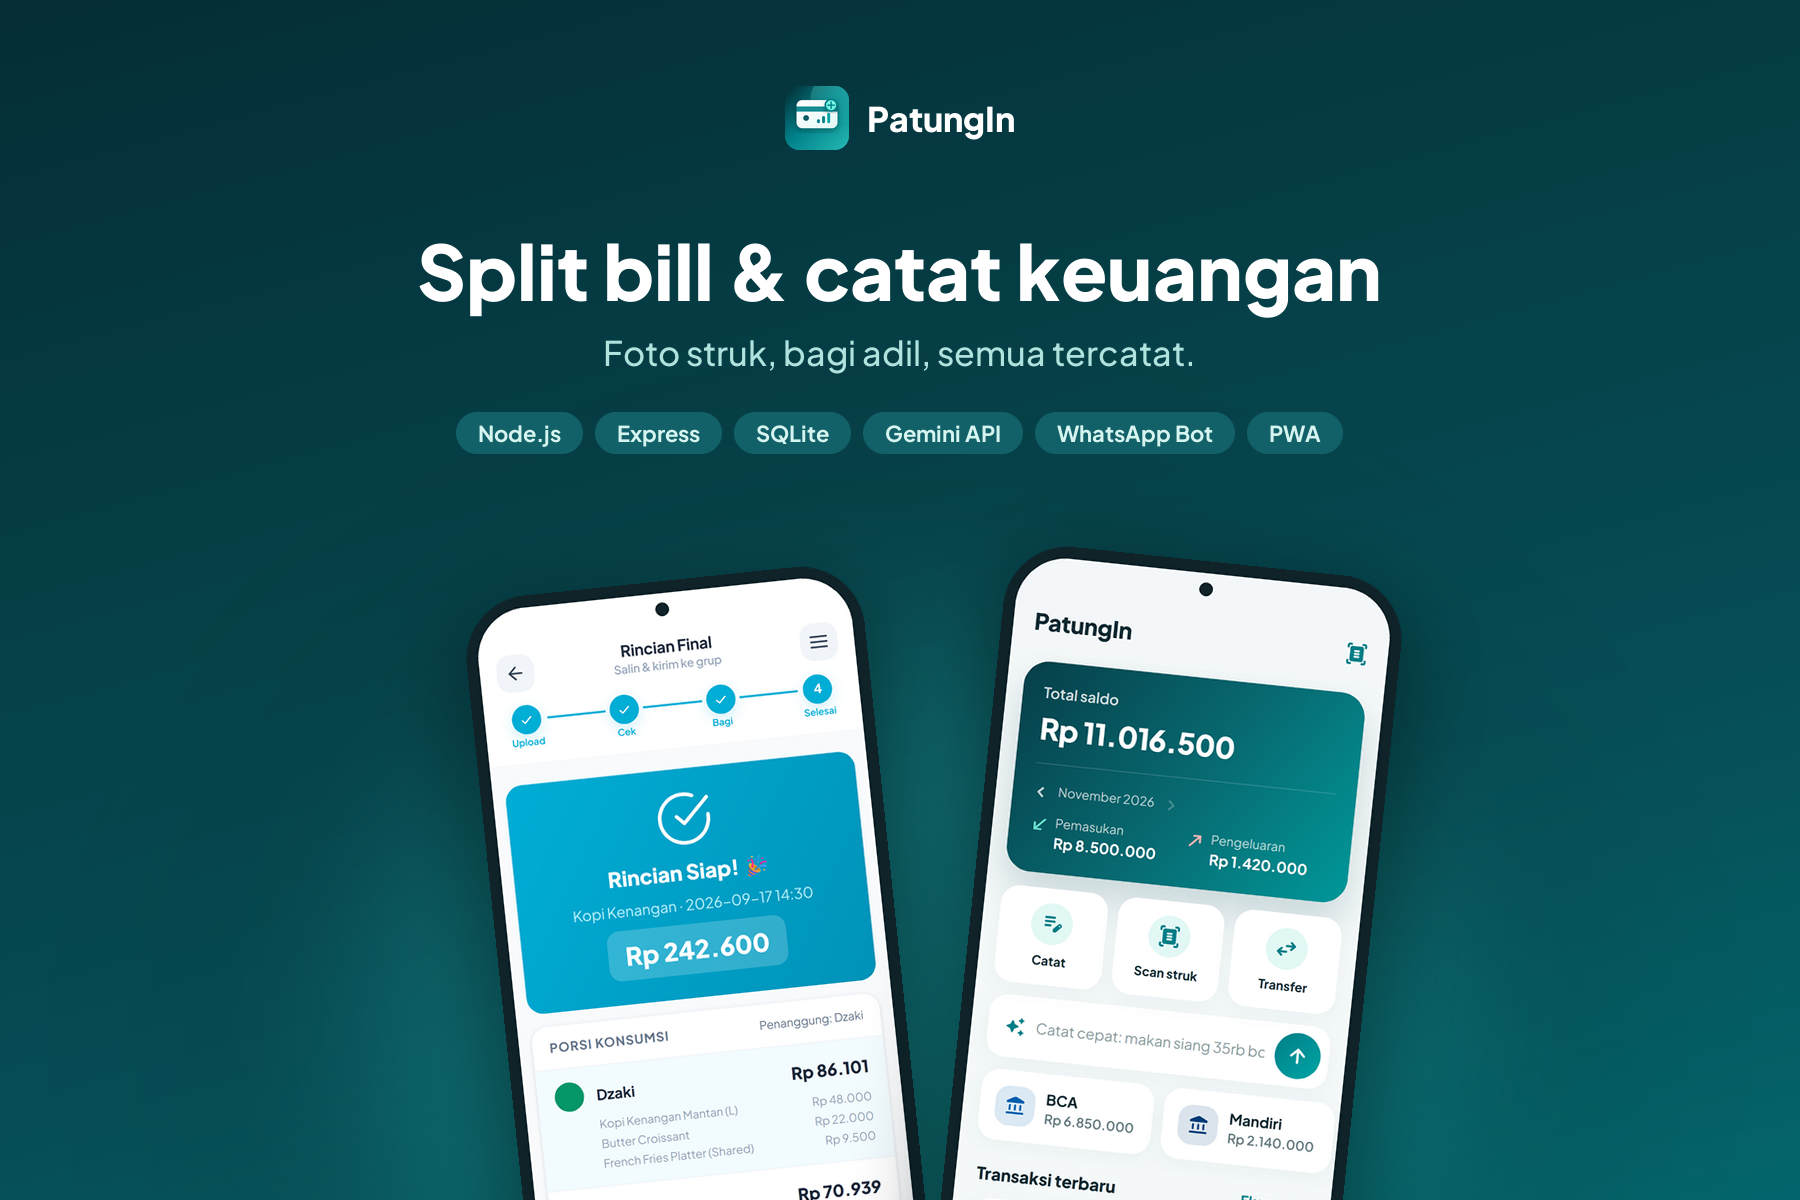 PatungIn
Split bill & catat keuangan
Foto struk, bagi adil, semua tercatat.
Node.js
Express
SQLite
Gemini API
WhatsApp Bot
PWA
Rincian Final
Salin & kirim ke grup
Upload
Cek
Bagi
4
Selesai
Rincian Siap! 🎉
Kopi Kenangan · 2026-09-17 14:30
Rp 242.600
PORSI KONSUMSI
Penanggung: Dzaki
Dzaki
Rp 86.101
Kopi Kenangan Mantan (L)
Rp 48.000
Butter Croissant
Rp 22.000
French Fries Platter (Shared)
Rp 9.500
Rp 70.939
PatungIn
Total saldo
Rp 11.016.500
November 2026
Pemasukan
Rp 8.500.000
Pengeluaran
Rp 1.420.000
Catat
Scan struk
Transfer
Catat cepat: makan siang 35rb bc
BCA
Rp 6.850.000
Mandiri
Rp 2.140.000
Transaksi terbaru